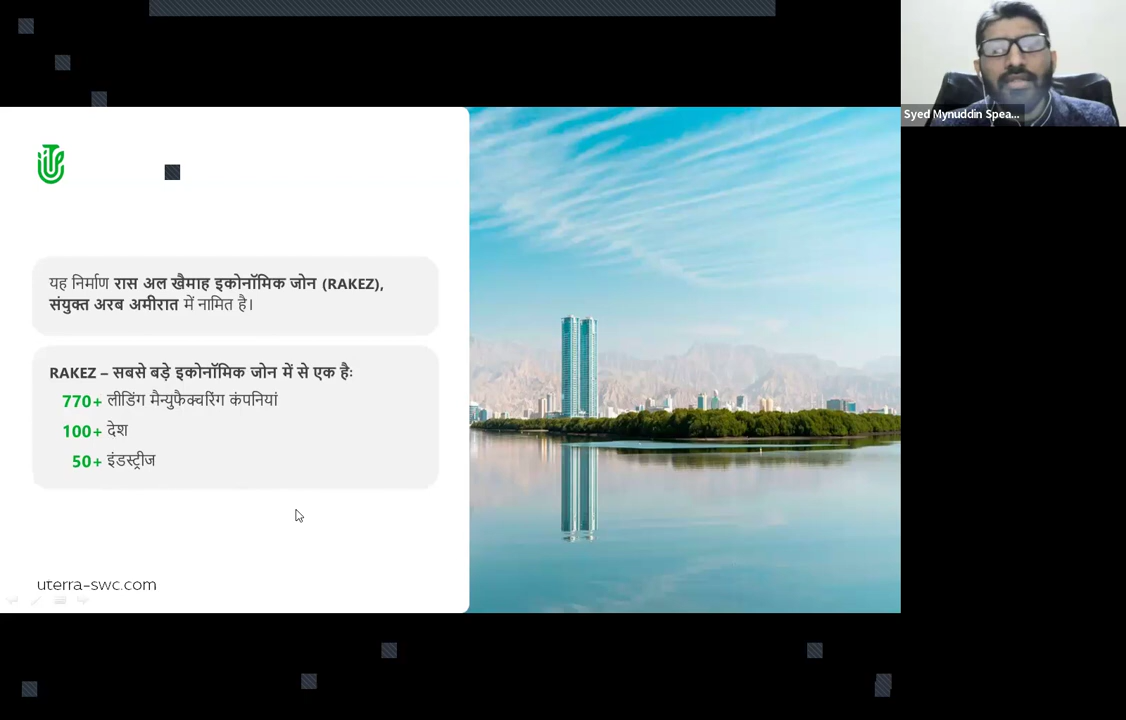 Syed Mynuddin Spea...
यह निर्माण रास अल खैमाह इकोनॉमिक जोन (RAKEZ),
संयुक्त अरब अमीरात में नामित है।
RAKEZ – सबसे बड़े इकोनॉमिक जोन में से एक है:
770+ लीडिंग मैन्युफैक्चरिंग कंपनियां
100+ देश
50+ इंडस्ट्रीज
uterra-swc.com